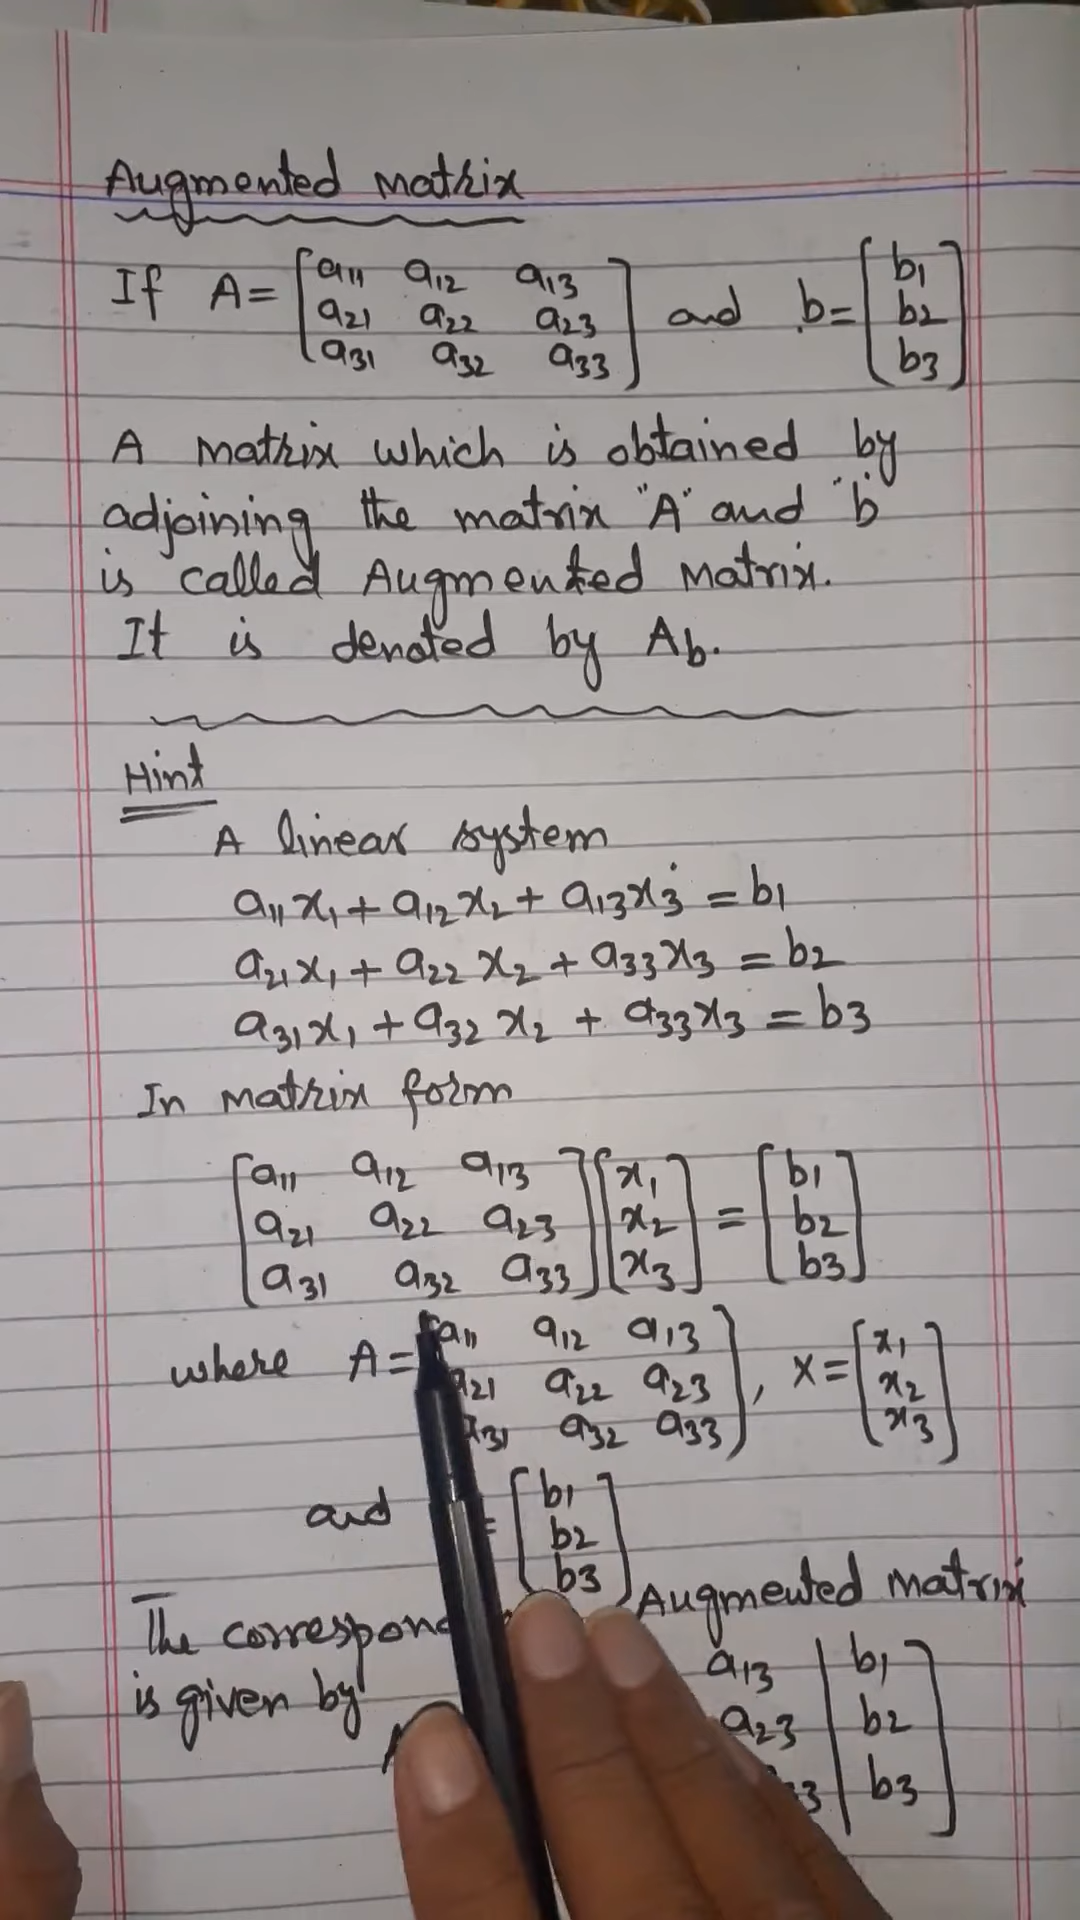 Augmented matrix
If A = [a11 a12 a13
a21 a22 a23
a31 a32 a33] and b = [b1
b2
b3]
A matrix which is obtained by
adjoining the matrix "A" and "b"
is called Augmented Matrix.
It is denoted by Ab.
Hint
A linear system
a11x1 + a12x2 + a13x3 = b1
a21x1 + a22x2 + a33x3 = b2
a31x1 + a32x2 + a33x3 = b3
In matrix form
[a11 a12 a13] [x1] = [b1]
[a21 a22 a23] [x2] [b2]
[a31 a32 a33] [x3] [b3]
where A = [a11 a12 a13
a21 a22 a23
a31 a32 a33], x = [x1
x2
x3]
and = [b1
b2
b3]
The Augmented matrix
is given by
a13 | b1
a23 | b2
b3]